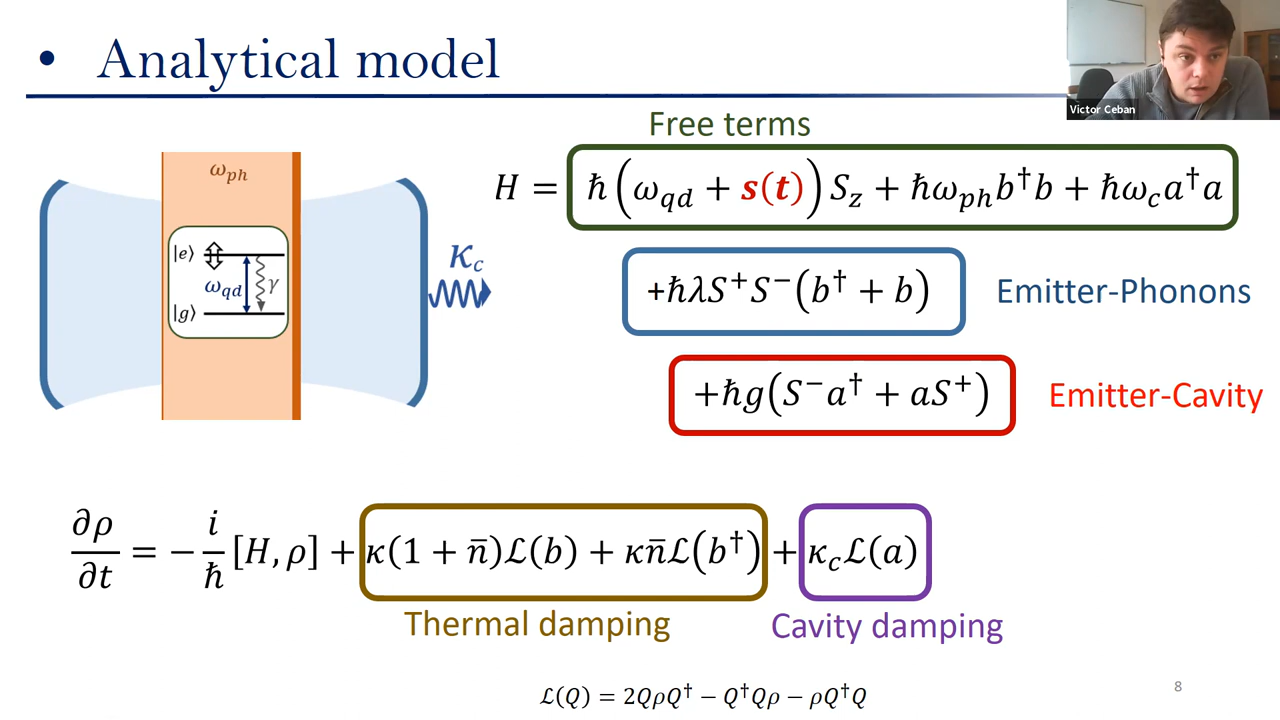 • Analytical model
Victor Ceban
Free terms
H = ħ(ω_qd + s(t))S_z + ħω_ph b†b + ħω_c a†a
+ħλS⁺S⁻(b† + b)
Emitter-Phonons
+ħg(S⁻a† + aS⁺)
Emitter-Cavity
ω_ph
|e⟩
ω_qd
γ
|g⟩
κ_c
∂ρ/∂t = −i/ħ [H, ρ] + κ(1 + n̄)ℒ(b) + κn̄ℒ(b†) + κ_cℒ(a)
Thermal damping
Cavity damping
ℒ(Q) = 2QρQ† − Q†Qρ − ρQ†Q
8